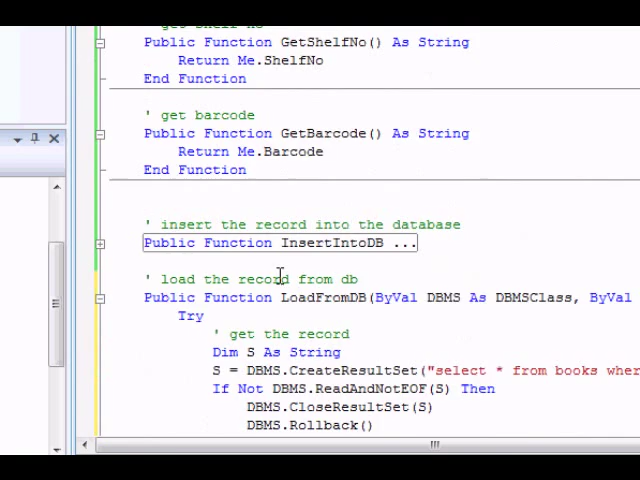 ' get shelf no
Public Function GetShelfNo() As String
Return Me.ShelfNo
End Function
' get barcode
Public Function GetBarcode() As String
Return Me.Barcode
End Function
' insert the record into the database
Public Function InsertIntoDB ...
' load the record from db
Public Function LoadFromDB(ByVal DBMS As DBMSClass, ByVal
Try
' get the record
Dim S As String
S = DBMS.CreateResultSet("select * from books wher
If Not DBMS.ReadAndNotEOF(S) Then
DBMS.CloseResultSet(S)
DBMS.Rollback()